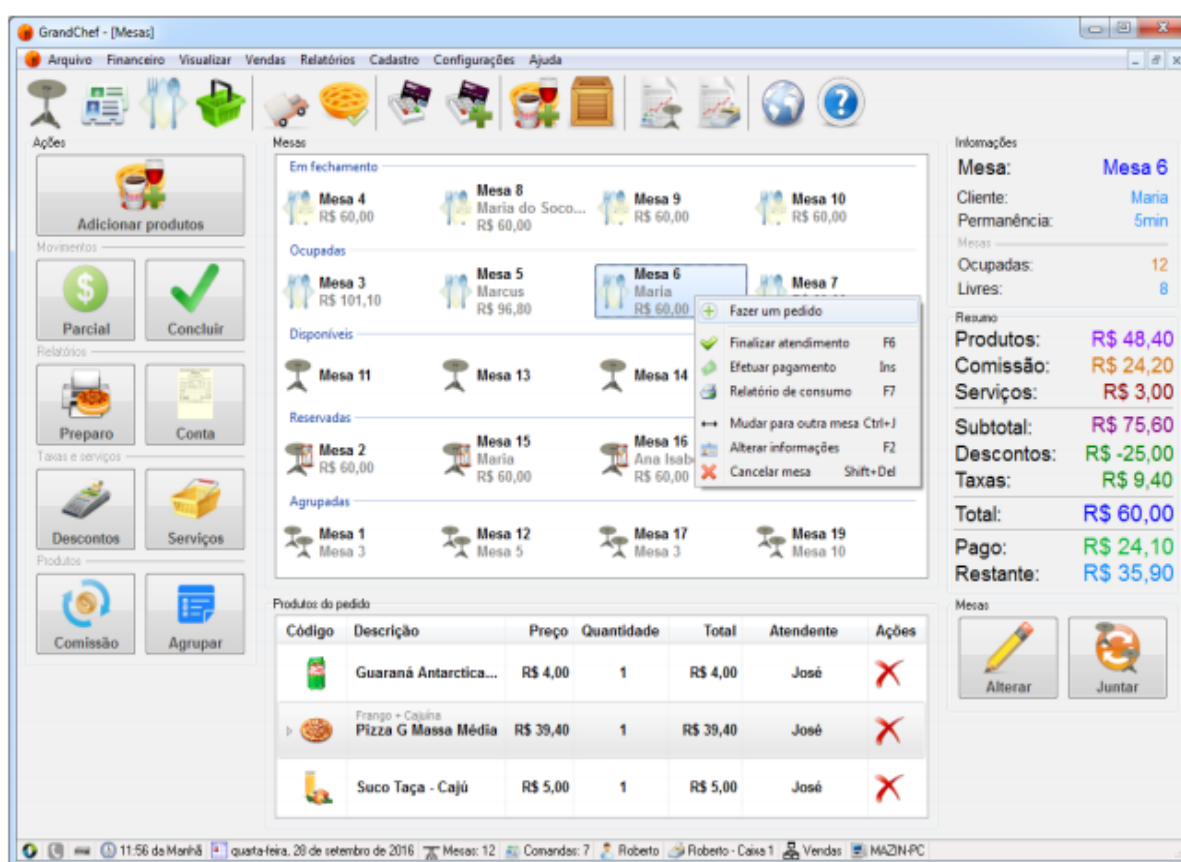 GrandChef - [Mesas]
Arquivo Financeiro Visualizar Vendas Relatórios Cadastro Configurações Ajuda
Ações
Adicionar produtos
Movimentos
Parcial
Concluir
Relatórios
Preparo
Conta
Taxas e serviços
Descontos
Serviços
Produtos
Comissão
Agrupar
Mesas
Em fechamento
Mesa 4
R$ 60,00
Mesa 8
Maria do Soco...
R$ 60,00
Mesa 9
R$ 60,00
Mesa 10
R$ 60,00
Ocupadas
Mesa 3
R$ 101,10
Mesa 5
Marcus
R$ 96,80
Mesa 6
Maria
R$ 60,00
Mesa 7
Disponíveis
Mesa 11
Mesa 13
Mesa 14
Reservadas
Mesa 2
R$ 60,00
Mesa 15
Maria
R$ 60,00
Mesa 16
Ana Isab
R$ 60,00
Agrupadas
Mesa 1
Mesa 3
Mesa 12
Mesa 5
Mesa 17
Mesa 3
Mesa 19
Mesa 10
Fazer um pedido
Finalizar atendimento F6
Efetuar pagamento Ins
Relatório de consumo F7
Mudar para outra mesa Ctrl+J
Alterar informações F2
Cancelar mesa Shift+Del
Produtos do pedido
Código Descrição Preço Quantidade Total Atendente Ações
Guaraná Antarctica... R$ 4,00 1 R$ 4,00 José
Frango + Cajuína
Pizza G Massa Média R$ 39,40 1 R$ 39,40 José
Suco Taça - Cajú R$ 5,00 1 R$ 5,00 José
Informações
Mesa: Mesa 6
Cliente: Maria
Permanência: 5min
Mesas
Ocupadas: 12
Livres: 8
Resumo
Produtos: R$ 48,40
Comissão: R$ 24,20
Serviços: R$ 3,00
Subtotal: R$ 75,60
Descontos: R$ -25,00
Taxas: R$ 9,40
Total: R$ 60,00
Pago: R$ 24,10
Restante: R$ 35,90
Mesas
Alterar
Juntar
11:56 da Manhã quarta-feira, 28 de setembro de 2016 Mesas: 12 Comandas: 7 Roberto Roberto - Caixa 1 Vendas MAZIN-PC